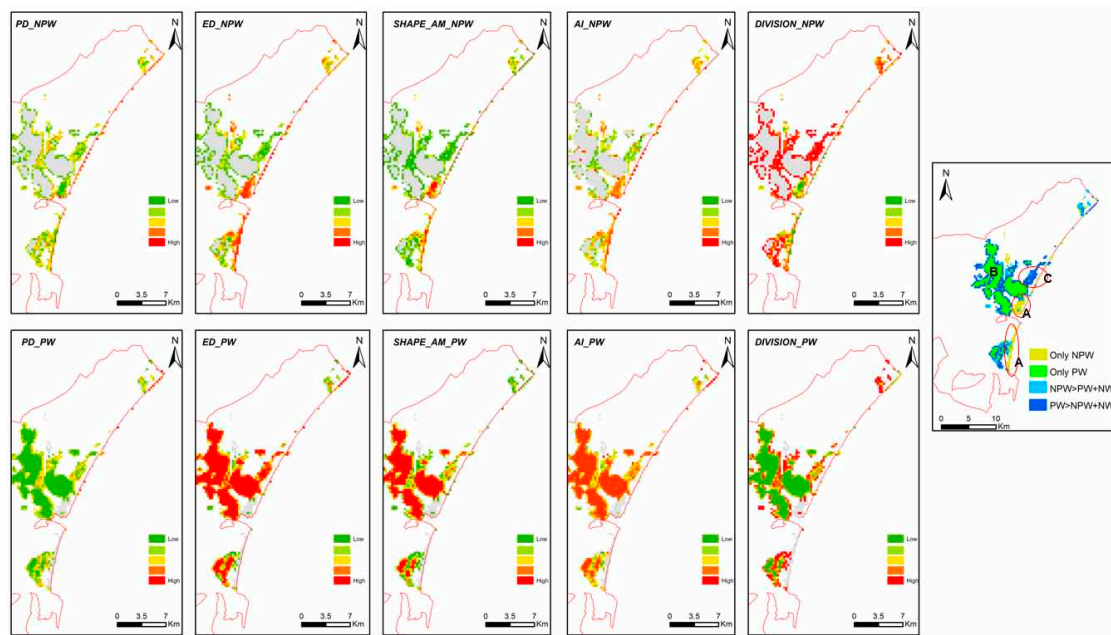 PD_NPW
N
Low
High
0 3.5 7
Km
ED_NPW
N
Low
High
0 3.5 7
Km
SHAPE_AM_NPW
N
Low
High
0 3.5 7
Km
AI_NPW
N
Low
High
0 3.5 7
Km
DIVISION_NPW
N
Low
High
0 3.5 7
Km
PD_PW
N
Low
High
0 3.5 7
Km
ED_PW
N
Low
High
0 3.5 7
Km
SHAPE_AM_PW
N
Low
High
0 3.5 7
Km
AI_PW
N
Low
High
0 3.5 7
Km
DIVISION_PW
N
Low
High
0 3.5 7
Km
N
B
C
A
A
Only NPW
Only PW
NPW>PW+NW
PW>NPW+NW
0 5 10
Km